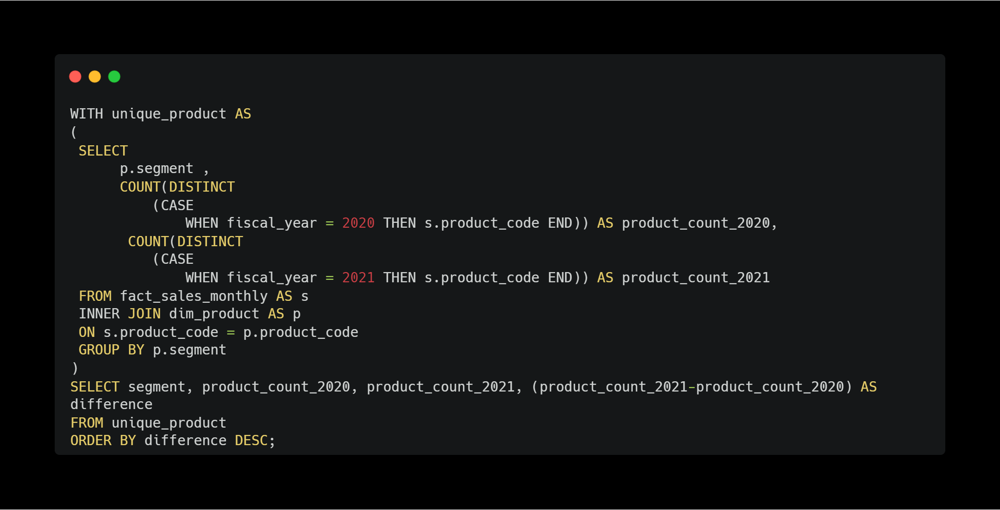 WITH unique_product AS
(
 SELECT
      p.segment ,
      COUNT(DISTINCT
          (CASE
              WHEN fiscal_year = 2020 THEN s.product_code END)) AS product_count_2020,
       COUNT(DISTINCT
          (CASE
              WHEN fiscal_year = 2021 THEN s.product_code END)) AS product_count_2021
 FROM fact_sales_monthly AS s
 INNER JOIN dim_product AS p
 ON s.product_code = p.product_code
 GROUP BY p.segment
)
SELECT segment, product_count_2020, product_count_2021, (product_count_2021-product_count_2020) AS
difference
FROM unique_product
ORDER BY difference DESC;